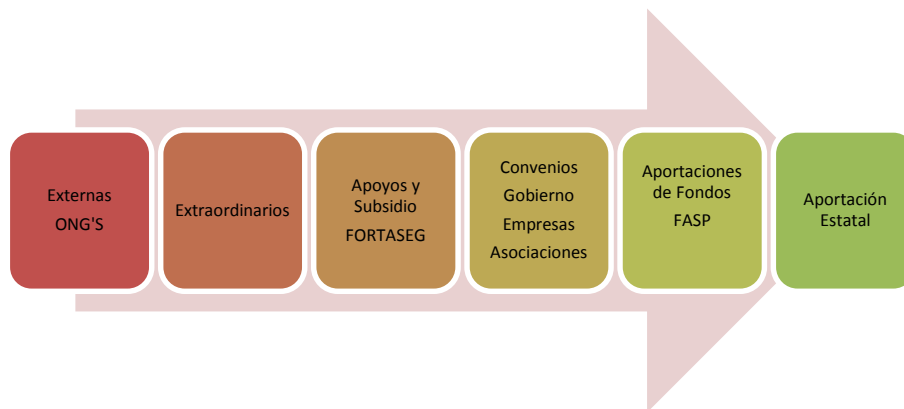 Externas
ONG'S
Extraordinarios
Apoyos y
Subsidio
FORTASEG
Convenios
Gobierno
Empresas
Asociaciones
Aportaciones
de Fondos
FASP
Aportación
Estatal